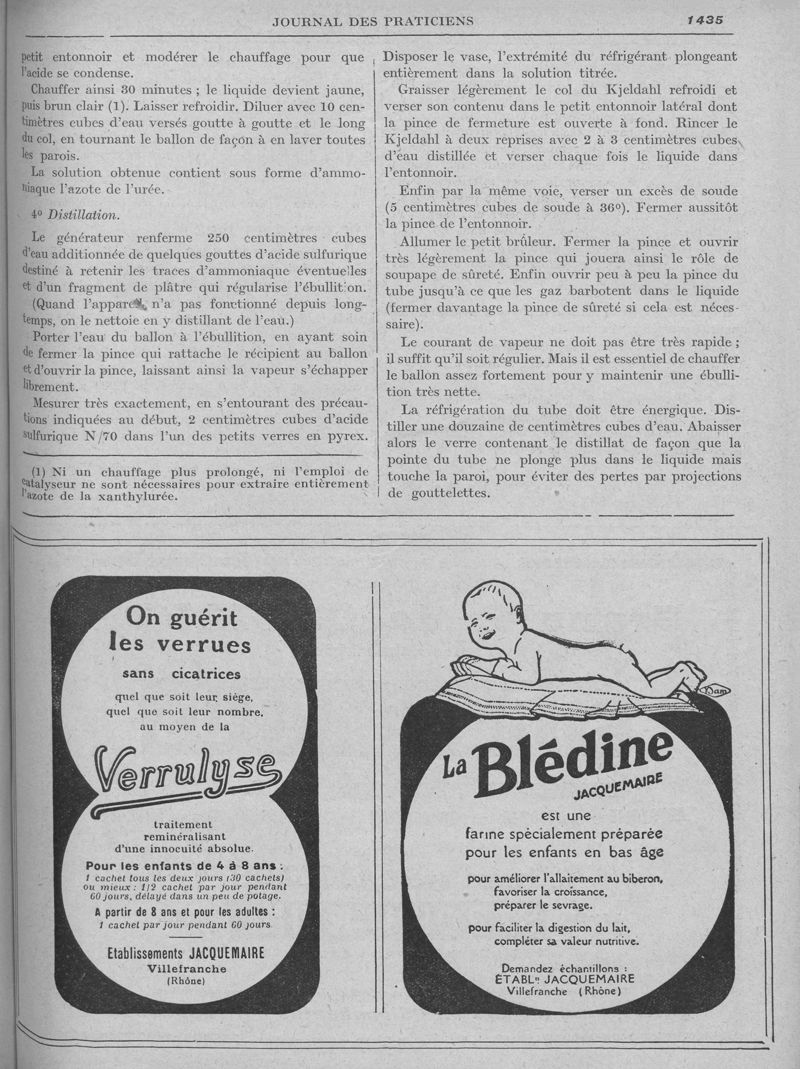 JOURNAL DES PRATICIENS
1435
petit entonnoir et modérer le chauffage pour que
l'acide se condense.
Chauffer ainsi 30 minutes ; le liquide devient jaune,
puis brun clair (1). Laisser refroidir. Diluer avec 10 cen-
timètres cubes d'eau versés goutte à goutte et le long
du col, en tournant le ballon de façon à en laver toutes
les parois.
La solution obtenue contient sous forme d'ammo-
niaque l'azote de l'urée.
4º Distillation.
Le générateur renferme 250 centimètres cubes
d'eau additionnée de quelques gouttes d'acide sulfurique
destiné à retenir les traces d'ammoniaque éventuelles
et d'un fragment de plâtre qui régularise l'ébullition.
(Quand l'appareil n'a pas fonctionné depuis long-
temps, on le nettoie en y distillant de l'eau.)
Porter l'eau du ballon à l'ébullition, en ayant soin
de fermer la pince qui rattache le récipient au ballon
et d'ouvrir la pince, laissant ainsi la vapeur s'échapper
librement.
Mesurer très exactement, en s'entourant des précau-
tions indiquées au début, 2 centimètres cubes d'acide
sulfurique N/70 dans l'un des petits verres en pyrex.
(1) Ni un chauffage plus prolongé, ni l'emploi de
catalyseur ne sont nécessaires pour extraire entièrement
l'azote de la xanthylurée.
Disposer le vase, l'extrémité du réfrigérant plongeant
entièrement dans la solution titrée.
Graisser légèrement le col du Kjeldahl refroidi et
verser son contenu dans le petit entonnoir latéral dont
la pince de fermeture est ouverte à fond. Rincer le
Kjeldahl à deux reprises avec 2 à 3 centimètres cubes
d'eau distillée et verser chaque fois le liquide dans
l'entonnoir.
Enfin par la même voie, verser un excès de soude
(5 centimètres cubes de soude à 36º). Fermer aussitôt
la pince de l'entonnoir.
Allumer le petit brûleur. Fermer la pince et ouvrir
très légèrement la pince qui jouera ainsi le rôle de
soupape de sûreté. Enfin ouvrir peu à peu la pince du
tube jusqu'à ce que les gaz barbotent dans le liquide
(fermer davantage la pince de sûreté si cela est néces-
saire).
Le courant de vapeur ne doit pas être très rapide ;
il suffit qu'il soit régulier. Mais il est essentiel de chauffer
le ballon assez fortement pour y maintenir une ébulli-
tion très nette.
La réfrigération du tube doit être énergique. Dis-
tiller une douzaine de centimètres cubes d'eau. Abaisser
alors le verre contenant le distillat de façon que la
pointe du tube ne plonge plus dans le liquide mais
touche la paroi, pour éviter des pertes par projections
de gouttelettes.
On guérit
les verrues
sans cicatrices
quel que soit leur siège,
quel que soit leur nombre,
au moyen de la
Verrulyse
traitement
reminéralisant
d'une innocuité absolue.
Pour les enfants de 4 à 8 ans :
1 cachet tous les deux jours (30 cachets)
ou mieux : 1/2 cachet par jour pendant
60 jours, délayé dans un peu de potage.
A partir de 8 ans et pour les adultes :
1 cachet par jour pendant 60 jours
Etablissements JACQUEMAIRE
Villefranche
(Rhône)
La Blédine
JACQUEMAIRE
est une
farine spécialement préparée
pour les enfants en bas âge
pour améliorer l'allaitement au biberon,
favoriser la croissance,
préparer le sevrage.
pour faciliter la digestion du lait,
compléter sa valeur nutritive.
Demandez échantillons :
ÉTABLts JACQUEMAIRE
Villefranche (Rhône)